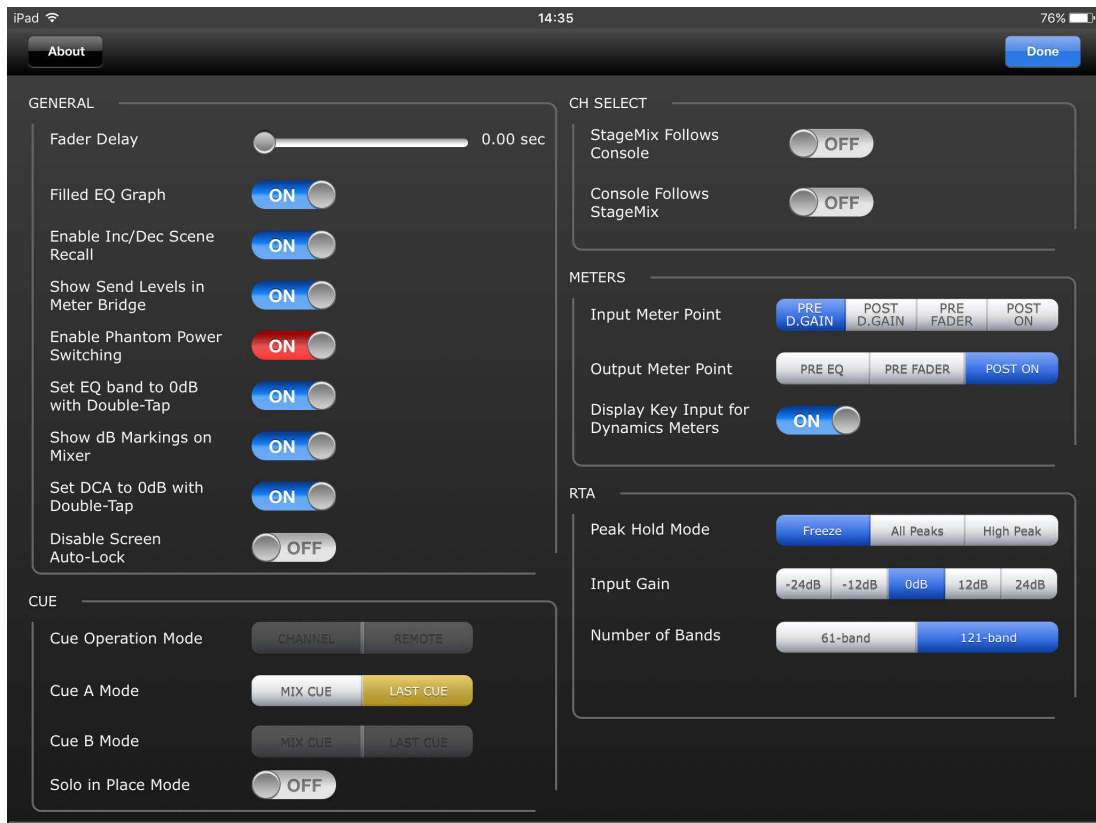 iPad 14:35 76%
About Done
GENERAL
Fader Delay 0.00 sec
Filled EQ Graph ON
Enable Inc/Dec Scene
Recall ON
Show Send Levels in
Meter Bridge ON
Enable Phantom Power
Switching ON
Set EQ band to 0dB
with Double-Tap ON
Show dB Markings on
Mixer ON
Set DCA to 0dB with
Double-Tap ON
Disable Screen
Auto-Lock OFF
CUE
Cue Operation Mode CHANNEL REMOTE
Cue A Mode MIX CUE LAST CUE
Cue B Mode MIX CUE LAST CUE
Solo in Place Mode OFF
CH SELECT
StageMix Follows
Console OFF
Console Follows
StageMix OFF
METERS
Input Meter Point PRE D.GAIN POST D.GAIN PRE FADER POST ON
Output Meter Point PRE EQ PRE FADER POST ON
Display Key Input for
Dynamics Meters ON
RTA
Peak Hold Mode Freeze All Peaks High Peak
Input Gain -24dB -12dB 0dB 12dB 24dB
Number of Bands 61-band 121-band